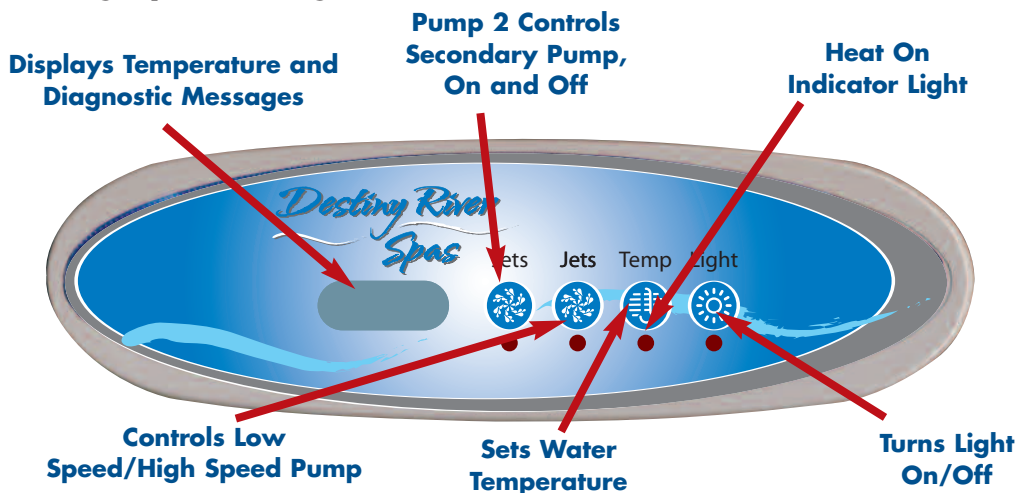 Pump 2 Controls
Secondary Pump,
On and Off
Displays Temperature and
Diagnostic Messages
Heat On
Indicator Light
Destiny River
Spas
Jets Temp Light
Controls Low
Speed/High Speed Pump
Sets Water
Temperature
Turns Light
On/Off